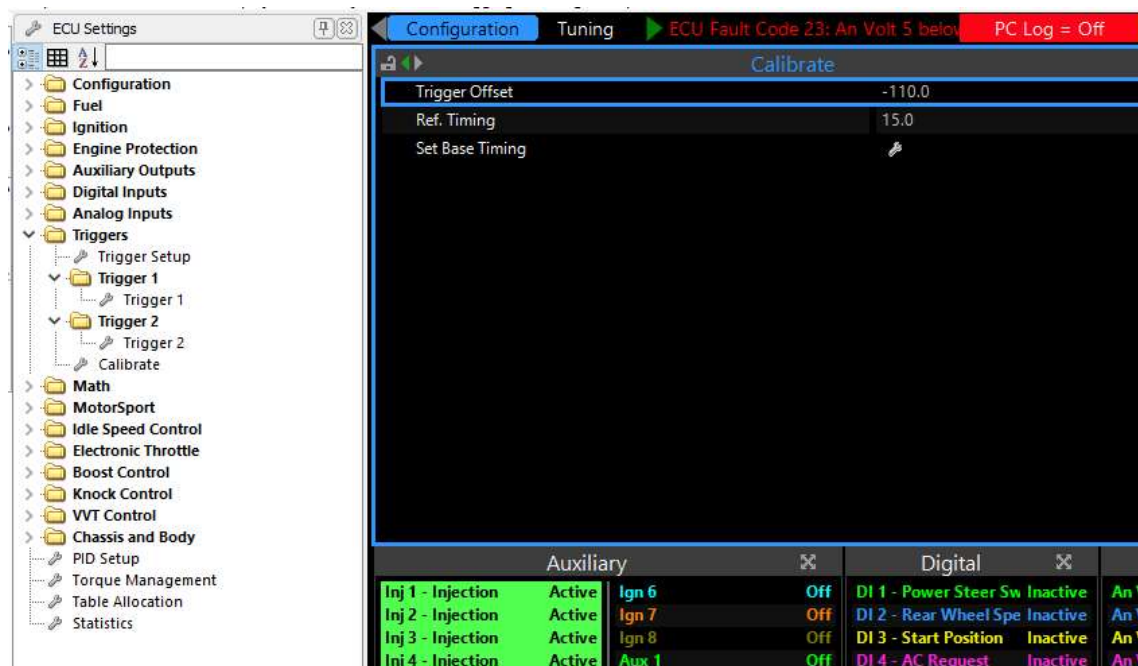 ECU Settings
Configuration
Fuel
Ignition
Engine Protection
Auxiliary Outputs
Digital Inputs
Analog Inputs
Triggers
Trigger Setup
Trigger 1
Trigger 1
Trigger 2
Trigger 2
Calibrate
Math
MotorSport
Idle Speed Control
Electronic Throttle
Boost Control
Knock Control
VVT Control
Chassis and Body
PID Setup
Torque Management
Table Allocation
Statistics
Configuration Tuning ECU Fault Code 23: An Volt 5 below PC Log = Off
Calibrate
Trigger Offset -110.0
Ref. Timing 15.0
Set Base Timing
Auxiliary Digital
Inj 1 - Injection Active Ign 6 Off DI 1 - Power Steer Sw Inactive An
Inj 2 - Injection Active Ign 7 Off DI 2 - Rear Wheel Spe Inactive An
Inj 3 - Injection Active Ign 8 Off DI 3 - Start Position Inactive An
Inj 4 - Injection Active Aux 1 Off DI 4 - AC Request Inactive An